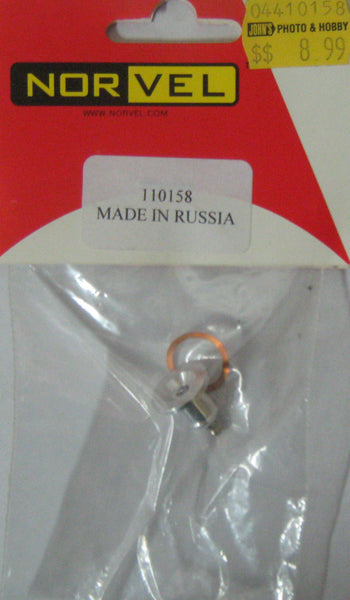 04410158
JOHN'S PHOTO & HOBBY
$$ 8.99
NORVEL
WWW.NORVEL.COM
110158
MADE IN RUSSIA